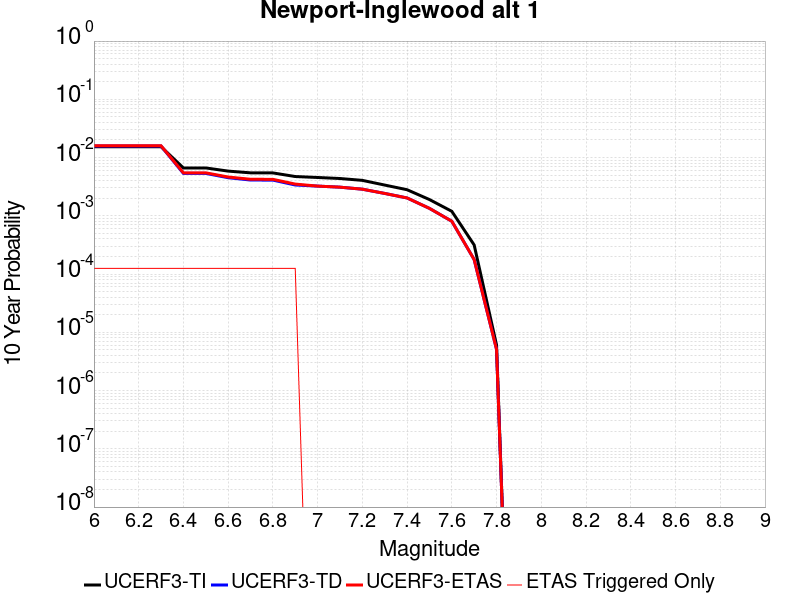 Newport-Inglewood alt 1
10 Year Probability
10^0
10^-1
10^-2
10^-3
10^-4
10^-5
10^-6
10^-7
10^-8
6 6.2 6.4 6.6 6.8 7 7.2 7.4 7.6 7.8 8 8.2 8.4 8.6 8.8 9
Magnitude
UCERF3-TI UCERF3-TD UCERF3-ETAS ETAS Triggered Only